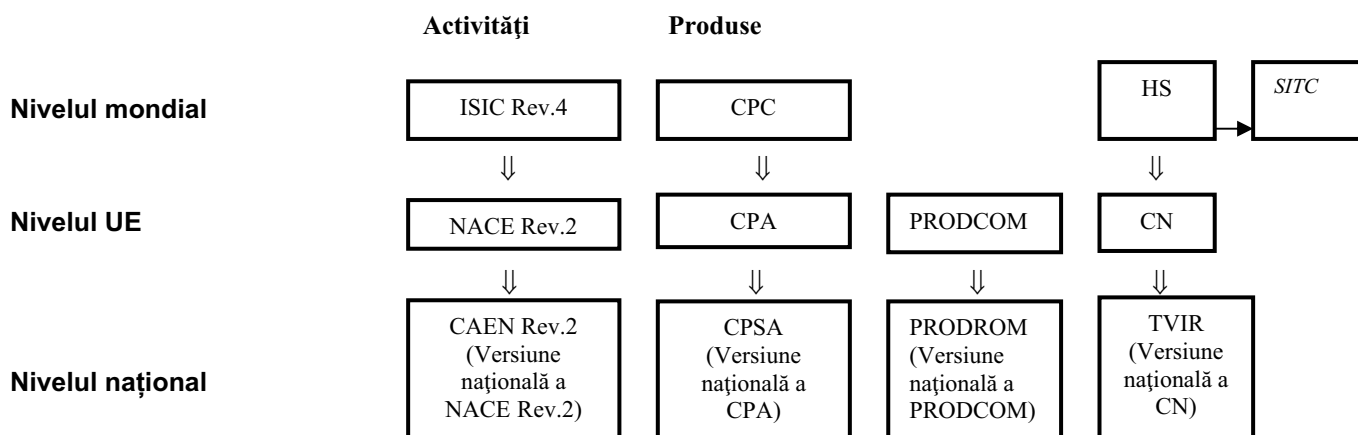 Activităţi Produse
Nivelul mondial ISIC Rev.4 CPC HS SITC
⇓ ⇓ ⇓
Nivelul UE NACE Rev.2 CPA PRODCOM CN
⇓ ⇓ ⇓ ⇓
Nivelul național
CAEN Rev.2
(Versiune
naţională a
NACE Rev.2)
CPSA
(Versiune
naţională a
CPA)
PRODROM
(Versiune
naţională a
PRODCOM)
TVIR
(Versiune
naţională a
CN)